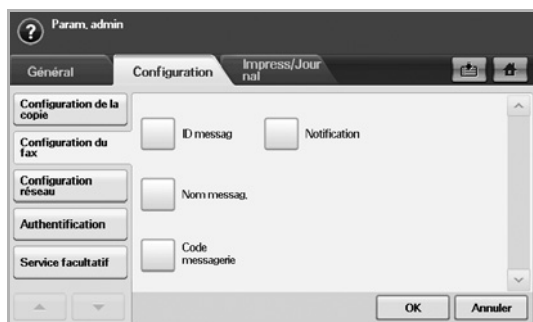 Param. admin
Général
Configuration
Impress/Jour
nal
Configuration de la
copie
Configuration du
fax
Configuration
réseau
Authentification
Service facultatif
ID messag
Notification
Nom messag.
Code
messagerie
OK
Annuler